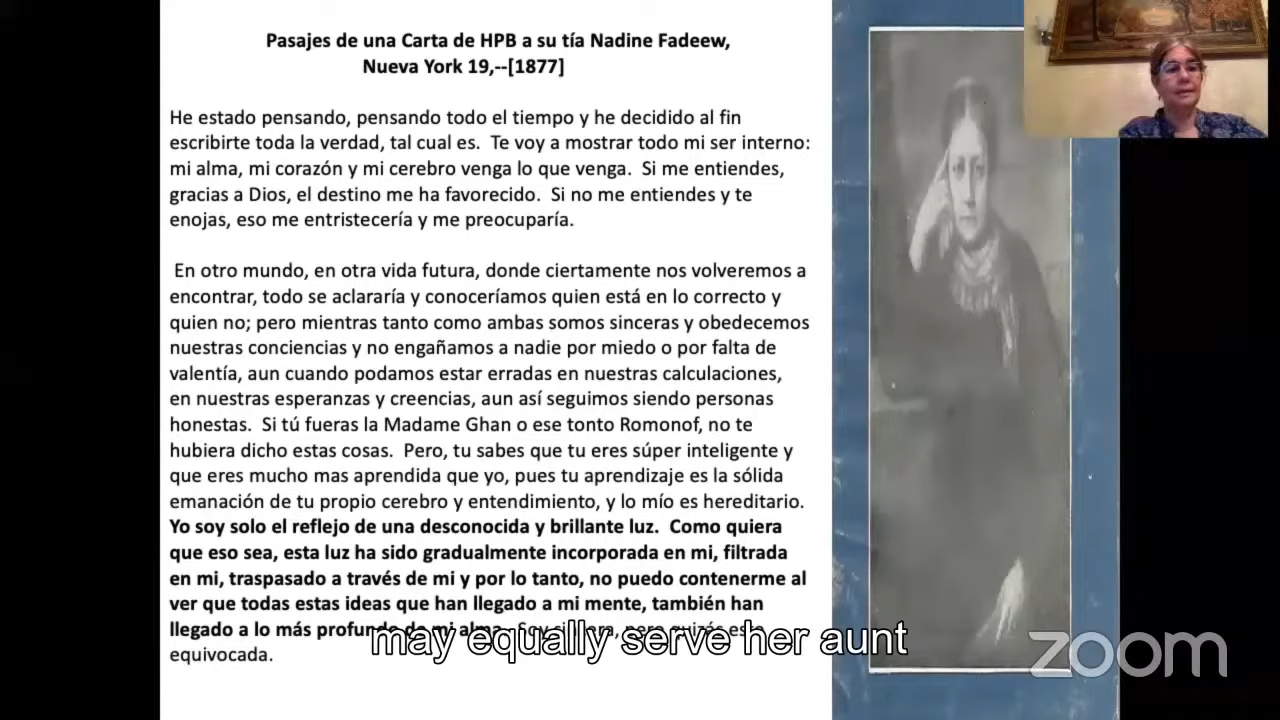 Pasajes de una Carta de HPB a su tía Nadine Fadeew,
Nueva York 19,--[1877]
He estado pensando, pensando todo el tiempo y he decidido al fin
escribirte toda la verdad, tal cual es. Te voy a mostrar todo mi ser interno:
mi alma, mi corazón y mi cerebro venga lo que venga. Si me entiendes,
gracias a Dios, el destino me ha favorecido. Si no me entiendes y te
enojas, eso me entristecería y me preocuparía.
En otro mundo, en otra vida futura, donde ciertamente nos volveremos a
encontrar, todo se aclararía y conoceríamos quien está en lo correcto y
quien no; pero mientras tanto como ambas somos sinceras y obedecemos
nuestras conciencias y no engañamos a nadie por miedo o por falta de
valentía, aun cuando podamos estar erradas en nuestras calculaciones,
en nuestras esperanzas y creencias, aun así seguimos siendo personas
honestas. Si tú fueras la Madame Ghan o ese tonto Romonof, no te
hubiera dicho estas cosas. Pero, tu sabes que tu eres súper inteligente y
que eres mucho mas aprendida que yo, pues tu aprendizaje es la sólida
emanación de tu propio cerebro y entendimiento, y lo mío es hereditario.
Yo soy solo el reflejo de una desconocida y brillante luz. Como quiera
que eso sea, esta luz ha sido gradualmente incorporada en mi, filtrada
en mi, traspasado a través de mi y por lo tanto, no puedo contenerme al
ver que todas estas ideas que han llegado a mi mente, también han
llegado a lo más profundo de mi alma.
equivocada.
may equally serve her aunt
zoom